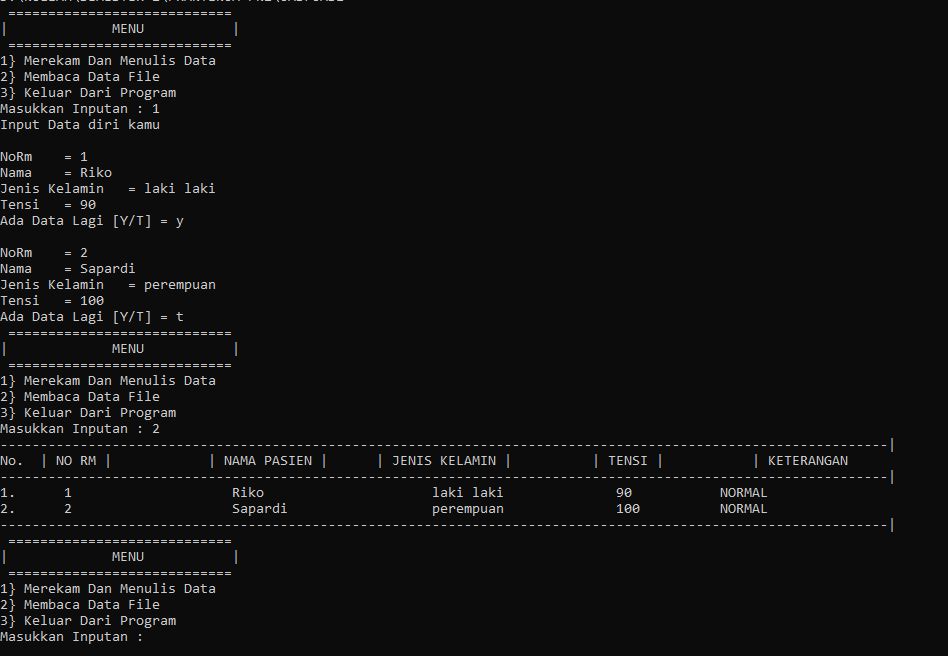 ===========================
| MENU |
===========================
1} Merekam Dan Menulis Data
2} Membaca Data File
3} Keluar Dari Program
Masukkan Inputan : 1
Input Data diri kamu
NoRm = 1
Nama = Riko
Jenis Kelamin = laki laki
Tensi = 90
Ada Data Lagi [Y/T] = y
NoRm = 2
Nama = Sapardi
Jenis Kelamin = perempuan
Tensi = 100
Ada Data Lagi [Y/T] = t
============================
| MENU |
============================
1} Merekam Dan Menulis Data
2} Membaca Data File
3} Keluar Dari Program
Masukkan Inputan : 2
---------------------------------------------------------------------------------------------------------------|
No. | NO RM | | NAMA PASIEN | | JENIS KELAMIN | | TENSI | | KETERANGAN
---------------------------------------------------------------------------------------------------------------|
1. 1 Riko laki laki 90 NORMAL
2. 2 Sapardi perempuan 100 NORMAL
---------------------------------------------------------------------------------------------------------------|
============================
| MENU |
============================
1} Merekam Dan Menulis Data
2} Membaca Data File
3} Keluar Dari Program
Masukkan Inputan :